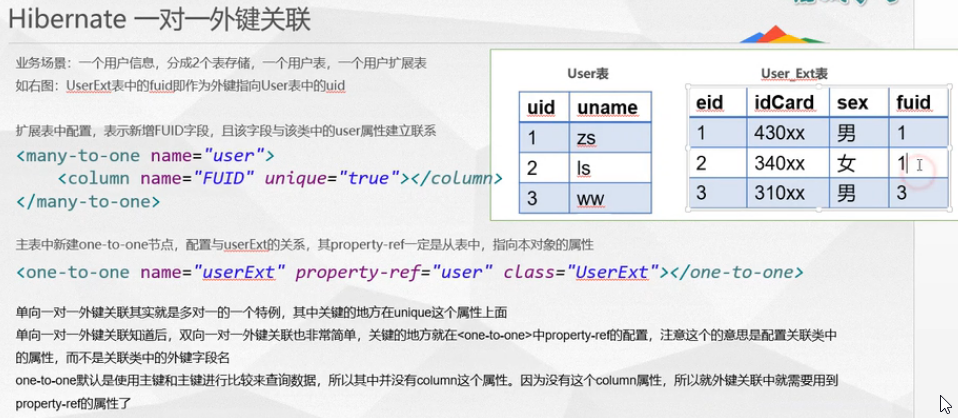 Hibernate 一对一外键关联
业务场景：一个用户信息，分成2个表存储，一个用户表，一个用户扩展表
如右图：UserExt表中的fuid即作为外键指向User表中的uid
扩展表中配置，表示新增FUID字段，且该字段与该类中的user属性建立联系
<many-to-one name="user">
<column name="FUID" unique="true"></column>
</many-to-one>
User表
uid uname
1 zs
2 ls
3 ww
User_Ext表
eid idCard sex fuid
1 430xx 男 1
2 340xx 女 1
3 310xx 男 3
主表中新建one-to-one节点，配置与userExt的关系，其property-ref一定是从表中，指向本对象的属性
<one-to-one name="userExt" property-ref="user" class="UserExt"></one-to-one>
单向一对一外键关联其实就是多对一的一个特例，其中关键的地方在unique这个属性上面
单向一对一外键关联知道后，双向一对一外键关联也非常简单，关键的地方就在<one-to-one>中property-ref的配置，注意这个的意思是配置关联类中
的属性，而不是关联类中的外键字段名
one-to-one默认是使用主键和主键进行比较来查询数据，所以其中并没有column这个属性。因为没有这个column属性，所以就外键关联中就需要用到
property-ref的属性了